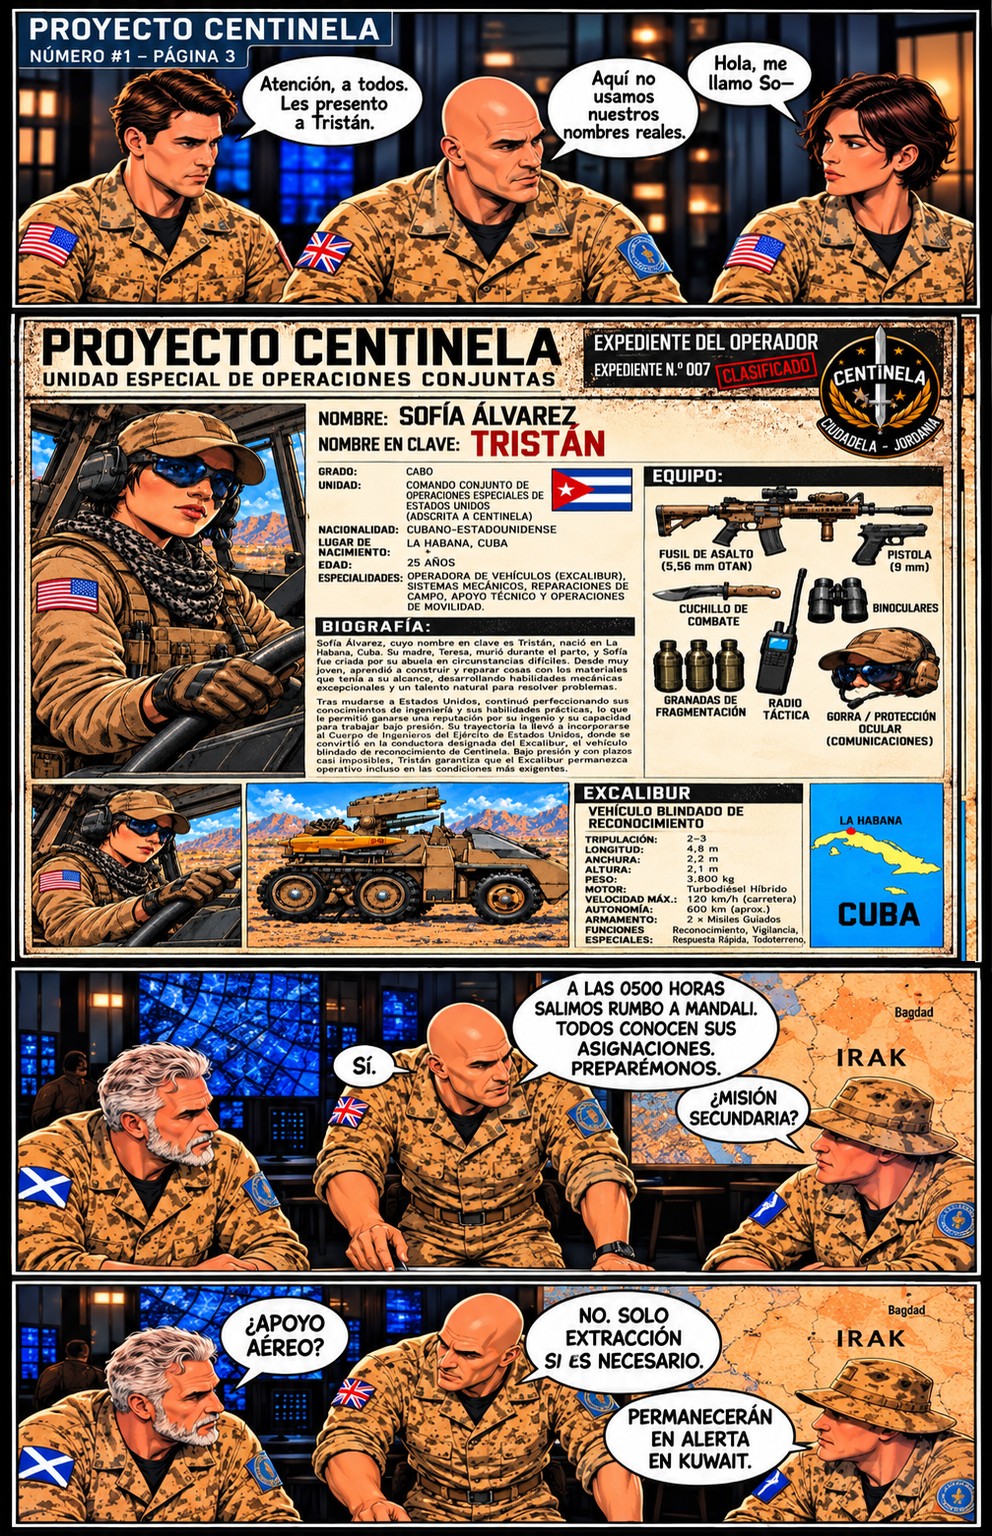 PROYECTO CENTINELA
NÚMERO #1 – PÁGINA 3
Atención, a todos.
Les presento
a Tristán.
Aquí no
usamos
nuestros
nombres reales.
Hola, me
llamo So–
PROYECTO CENTINELA
UNIDAD ESPECIAL DE OPERACIONES CONJUNTAS
EXPEDIENTE DEL OPERADOR
EXPEDIENTE N.º 007 CLASIFICADO
CENTINELA
CIUDADELA - JORDANIA
NOMBRE: SOFÍA ÁLVAREZ
NOMBRE EN CLAVE: TRISTÁN
GRADO: CABO
UNIDAD: COMANDO CONJUNTO DE
OPERACIONES ESPECIALES DE
ESTADOS UNIDOS
(ADSCRITA A CENTINELA)
NACIONALIDAD: CUBANO-ESTADOUNIDENSE
LUGAR DE
NACIMIENTO: LA HABANA, CUBA
EDAD: 25 AÑOS
ESPECIALIDADES: OPERADORA DE VEHÍCULOS (EXCALIBUR),
SISTEMAS MECÁNICOS, REPARACIONES DE
CAMPO, APOYO TÉCNICO Y OPERACIONES
DE MOVILIDAD.
BIOGRAFÍA:
Sofía Álvarez, cuyo nombre en clave es Tristán, nació en La
Habana, Cuba. Su madre, Teresa, murió durante el parto, y Sofía
fue criada por su abuela en circunstancias difíciles. Desde muy
joven, aprendió a construir y reparar cosas con los materiales
que tenía a su alcance, desarrollando habilidades mecánicas
excepcionales y un talento natural para resolver problemas.
Tras mudarse a Estados Unidos, continuó perfeccionando sus
conocimientos de ingeniería y sus habilidades prácticas, lo que
le permitió ganarse una reputación por su ingenio y su capacidad
para trabajar bajo presión. Su trayectoria la llevó a incorporarse
al Cuerpo de Ingenieros del Ejército de Estados Unidos, donde se
convirtió en la conductora designada del Excalibur, el vehículo
blindado de reconocimiento de Centinela. Bajo presión y con plazos
casi imposibles, Tristán garantiza que el Excalibur permanezca
operativo incluso en las condiciones más exigentes.
EQUIPO:
FUSIL DE ASALTO
(5,56 mm OTAN)
PISTOLA
(9 mm)
CUCHILLO DE
COMBATE
BINOCULARES
GRANADAS DE
FRAGMENTACIÓN
RADIO
TÁCTICA
GORRA / PROTECCIÓN
OCULAR
(COMUNICACIONES)
EXCALIBUR
VEHÍCULO BLINDADO DE
RECONOCIMIENTO
TRIPULACIÓN: 2–3
LONGITUD: 4,8 m
ANCHURA: 2,2 m
ALTURA: 2,1 m
PESO: 3.800 kg
MOTOR: Turbodiésel Híbrido
VELOCIDAD MÁX.: 120 km/h (carretera)
AUTONOMÍA: 600 km (aprox.)
ARMAMENTO: 2 × Misiles Guiados
FUNCIONES Reconocimiento, Vigilancia,
ESPECIALES: Respuesta Rápida, Todoterreno.
LA HABANA
CUBA
A LAS 0500 HORAS
SALIMOS RUMBO A MANDALI.
TODOS CONOCEN SUS
ASIGNACIONES.
PREPARÉMONOS.
SÍ.
¿MISIÓN
SECUNDARIA?
Bagdad
IRAK
¿APOYO
AÉREO?
NO. SOLO
EXTRACCIÓN
SI ES NECESARIO.
PERMANECERÁN
EN ALERTA
EN KUWAIT.
Bagdad
IRAK